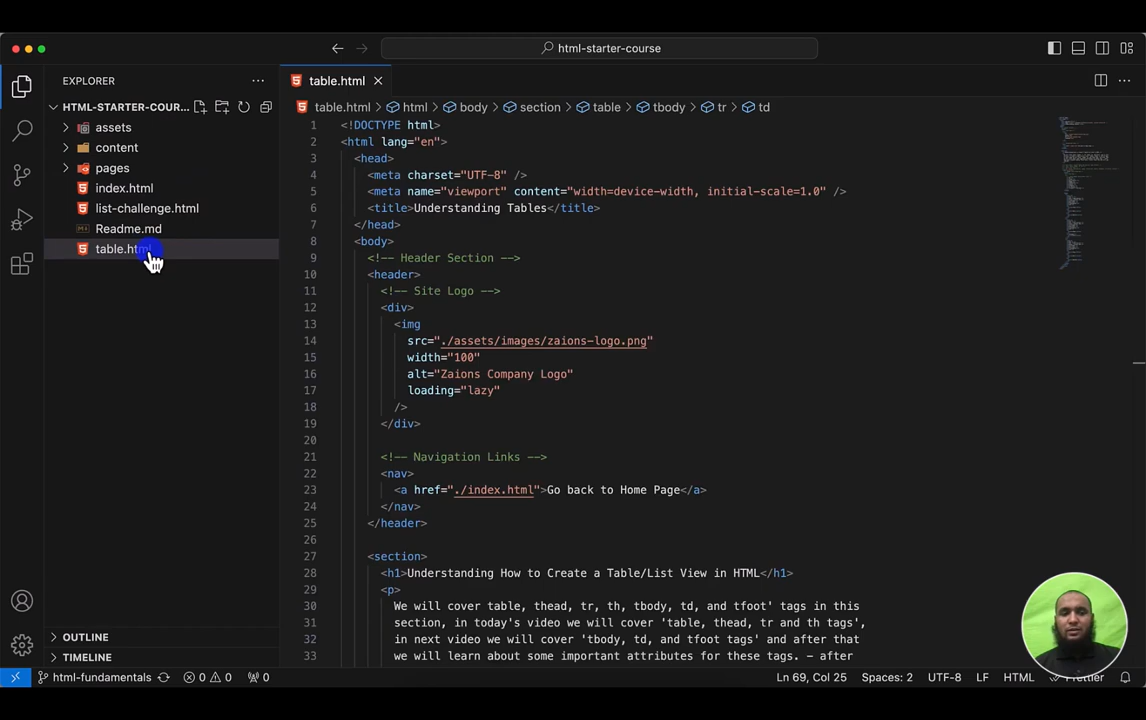 html-starter-course
EXPLORER
table.html
HTML-STARTER-COUR...
table.html > html > body > section > table > tbody > tr > td
assets
content
pages
index.html
list-challenge.html
Readme.md
table.html
1 <!DOCTYPE html>
2 <html lang="en">
3 <head>
4 <meta charset="UTF-8" />
5 <meta name="viewport" content="width=device-width, initial-scale=1.0" />
6 <title>Understanding Tables</title>
7 </head>
8 <body>
9 <!-- Header Section -->
10 <header>
11 <!-- Site Logo -->
12 <div>
13 <img
14 src="./assets/images/zaions-logo.png"
15 width="100"
16 alt="Zaions Company Logo"
17 loading="lazy"
18 />
19 </div>
20
21 <!-- Navigation Links -->
22 <nav>
23 <a href="./index.html">Go back to Home Page</a>
24 </nav>
25 </header>
26
27 <section>
28 <h1>Understanding How to Create a Table/List View in HTML</h1>
29 <p>
30 We will cover table, thead, tr, th, tbody, td, and tfoot' tags in this
31 section, in today's video we will cover 'table, thead, tr and th tags',
32 in next video we will cover 'tbody, td, and tfoot tags' and after that
33 we will learn about some important attributes for these tags. - after
OUTLINE
TIMELINE
html-fundamentals 0 0 0 Ln 69, Col 25 Spaces: 2 UTF-8 LF HTML Prettier